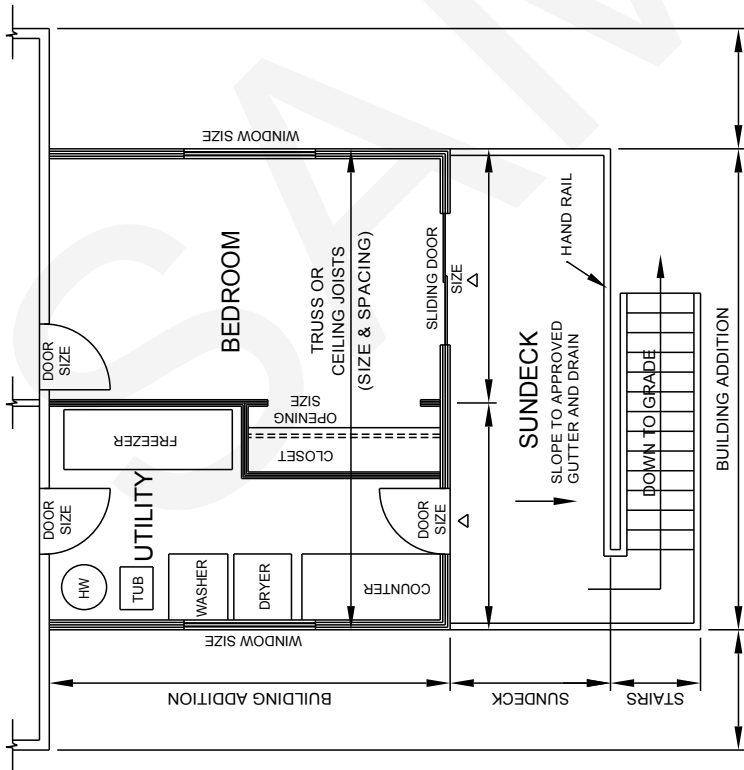 SAM
DOOR
SIZE
DOOR
SIZE
WINDOW SIZE
BEDROOM
TRUSS OR
CEILING JOISTS
(SIZE & SPACING)
FREEZER
OPENING
SIZE
CLOSET
UTILITY
HW
TUB
WASHER
DRYER
COUNTER
WINDOW SIZE
DOOR
SIZE
SLIDING DOOR
SIZE
SUNDECK
SLOPE TO APPROVED
GUTTER AND DRAIN
HAND RAIL
DOWN TO GRADE
BUILDING ADDITION
SUNDECK
STAIRS
BUILDING ADDITION